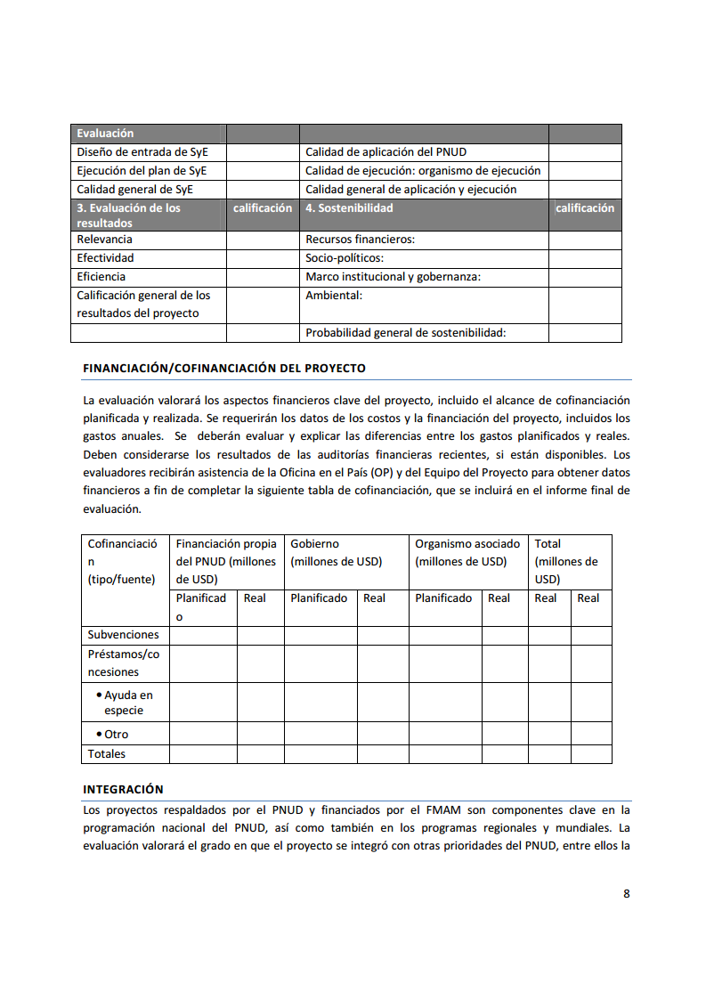 Evaluación
Diseño de entrada de SyE Calidad de aplicación del PNUD
Ejecución del plan de SyE Calidad de ejecución: organismo de ejecución
Calidad general de SyE Calidad general de aplicación y ejecución
3. Evaluación de los resultados calificación 4. Sostenibilidad calificación
Relevancia Recursos financieros:
Efectividad Socio-políticos:
Eficiencia Marco institucional y gobernanza:
Calificación general de los Ambiental:
resultados del proyecto
Probabilidad general de sostenibilidad:
FINANCIACIÓN/COFINANCIACIÓN DEL PROYECTO
La evaluación valorará los aspectos financieros clave del proyecto, incluido el alcance de cofinanciación
planificada y realizada. Se requerirán los datos de los costos y la financiación del proyecto, incluidos los
gastos anuales. Se deberán evaluar y explicar las diferencias entre los gastos planificados y reales.
Deben considerarse los resultados de las auditorías financieras recientes, si están disponibles. Los
evaluadores recibirán asistencia de la Oficina en el País (OP) y del Equipo del Proyecto para obtener datos
financieros a fin de completar la siguiente tabla de cofinanciación, que se incluirá en el informe final de
evaluación.
Cofinanciació Financiación propia Gobierno Organismo asociado Total
n del PNUD (millones (millones de USD) (millones de USD) (millones de
(tipo/fuente) de USD) USD)
Planificad Real Planificado Real Planificado Real Real Real
o
Subvenciones
Préstamos/co
ncesiones
• Ayuda en
especie
• Otro
Totales
INTEGRACIÓN
Los proyectos respaldados por el PNUD y financiados por el FMAM son componentes clave en la
programación nacional del PNUD, así como también en los programas regionales y mundiales. La
evaluación valorará el grado en que el proyecto se integró con otras prioridades del PNUD, entre ellos la
8